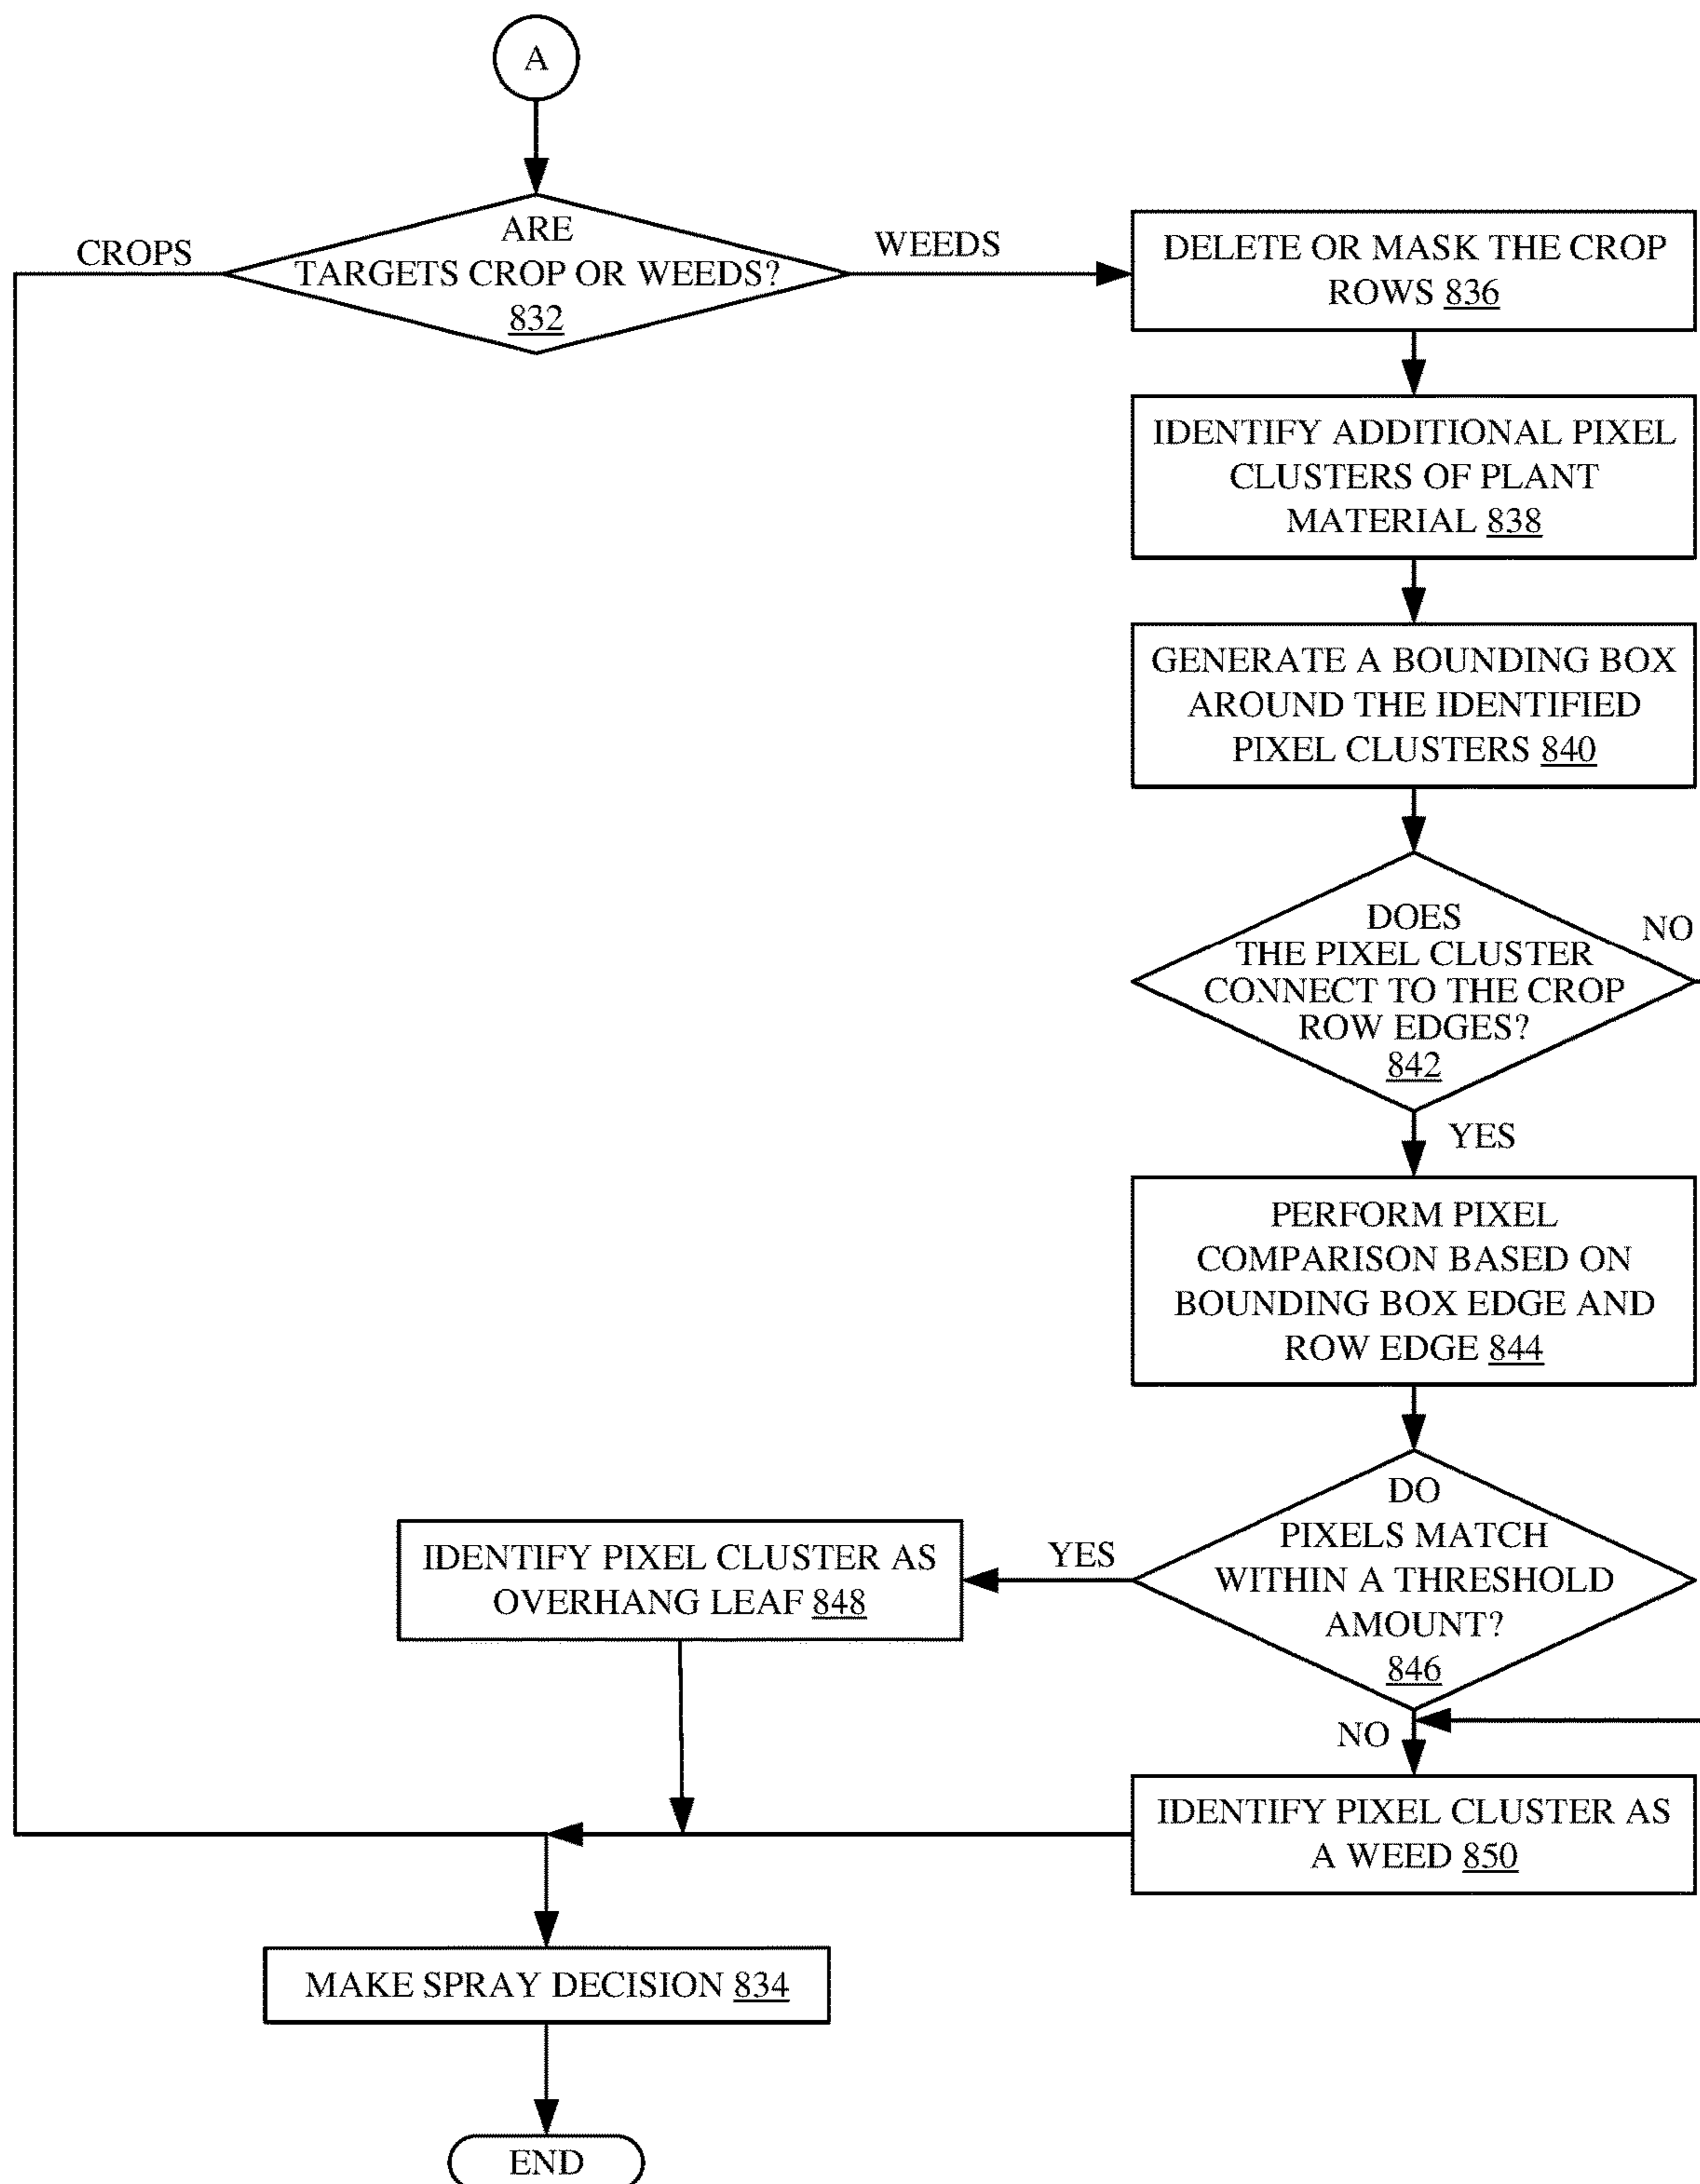 A
ARE
TARGETS CROP OR WEEDS?
832
CROPS
WEEDS
DELETE OR MASK THE CROP
ROWS 836
IDENTIFY ADDITIONAL PIXEL
CLUSTERS OF PLANT
MATERIAL 838
GENERATE A BOUNDING BOX
AROUND THE IDENTIFIED
PIXEL CLUSTERS 840
DOES
THE PIXEL CLUSTER
CONNECT TO THE CROP
ROW EDGES?
842
NO
YES
PERFORM PIXEL
COMPARISON BASED ON
BOUNDING BOX EDGE AND
ROW EDGE 844
DO
PIXELS MATCH
WITHIN A THRESHOLD
AMOUNT?
846
YES
IDENTIFY PIXEL CLUSTER AS
OVERHANG LEAF 848
NO
IDENTIFY PIXEL CLUSTER AS
A WEED 850
MAKE SPRAY DECISION 834
END